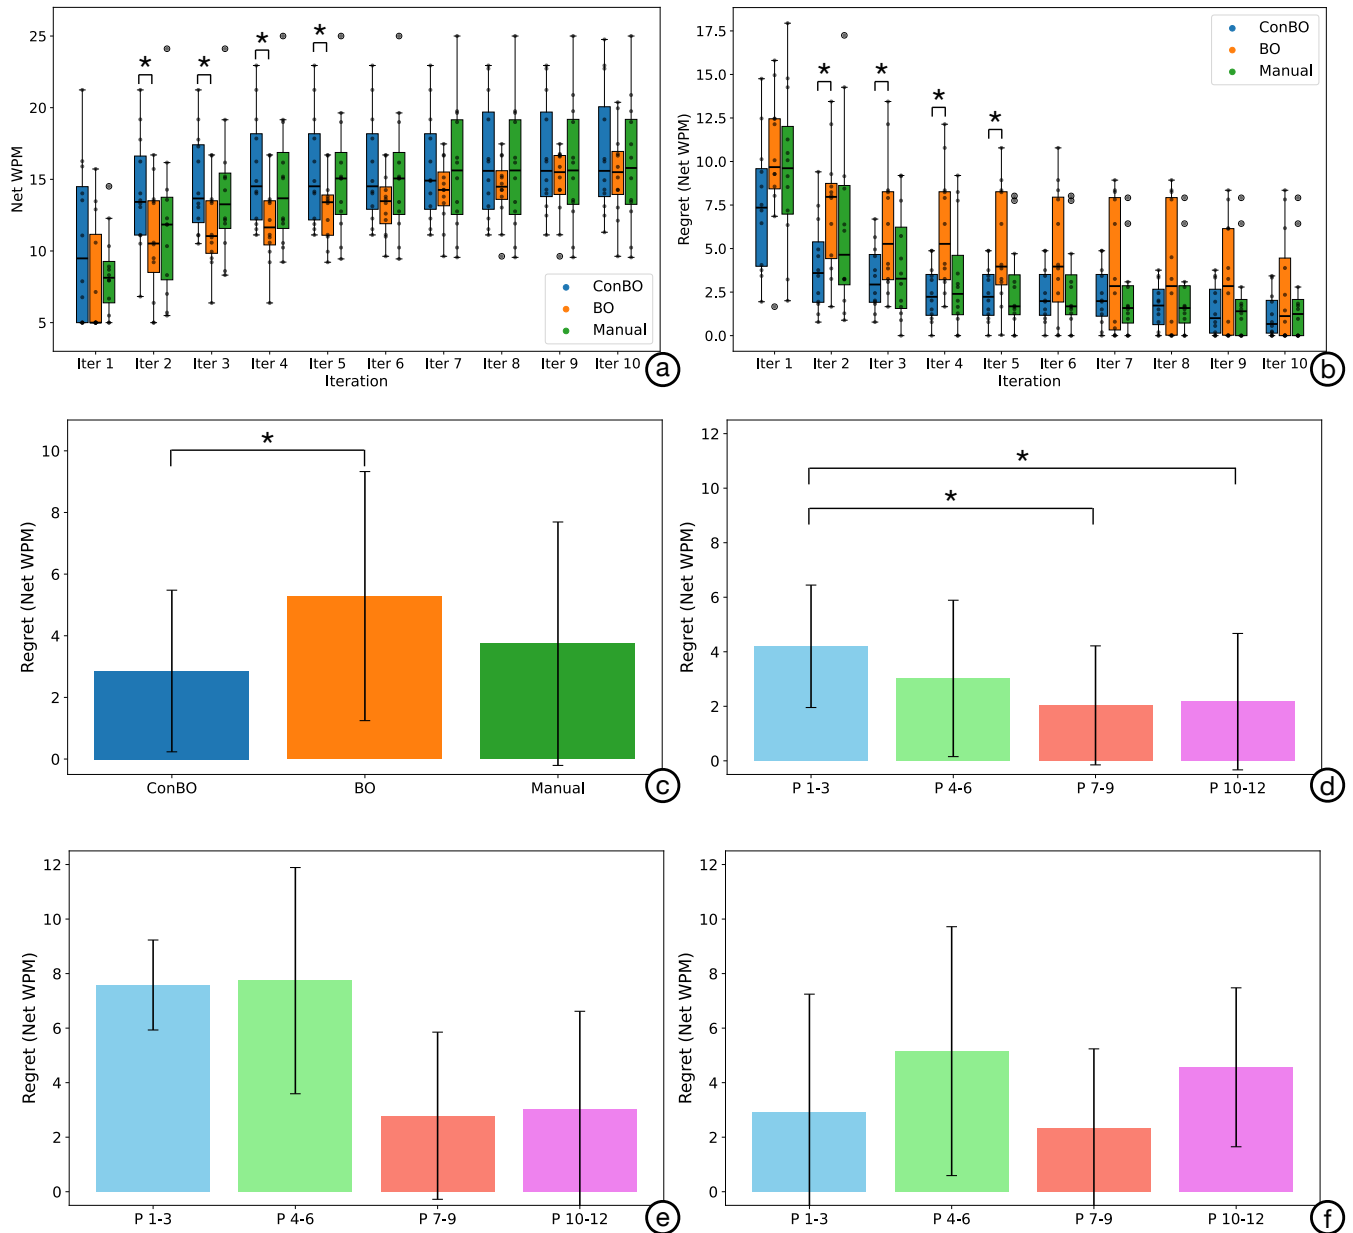 25
20
15
10
5
Net WPM
* * * *
ConBO
BO
Manual
Iter 1 Iter 2 Iter 3 Iter 4 Iter 5 Iter 6 Iter 7 Iter 8 Iter 9 Iter 10
Iteration
a
17.5
15.0
12.5
10.0
7.5
5.0
2.5
0.0
Regret (Net WPM)
* * * *
ConBO
BO
Manual
Iter 1 Iter 2 Iter 3 Iter 4 Iter 5 Iter 6 Iter 7 Iter 8 Iter 9 Iter 10
Iteration
b
10
8
6
4
2
0
Regret (Net WPM)
*
ConBO BO Manual
c
12
10
8
6
4
2
0
Regret (Net WPM)
*
*
P 1-3 P 4-6 P 7-9 P 10-12
d
12
10
8
6
4
2
0
Regret (Net WPM)
P 1-3 P 4-6 P 7-9 P 10-12
e
12
10
8
6
4
2
0
Regret (Net WPM)
P 1-3 P 4-6 P 7-9 P 10-12
f